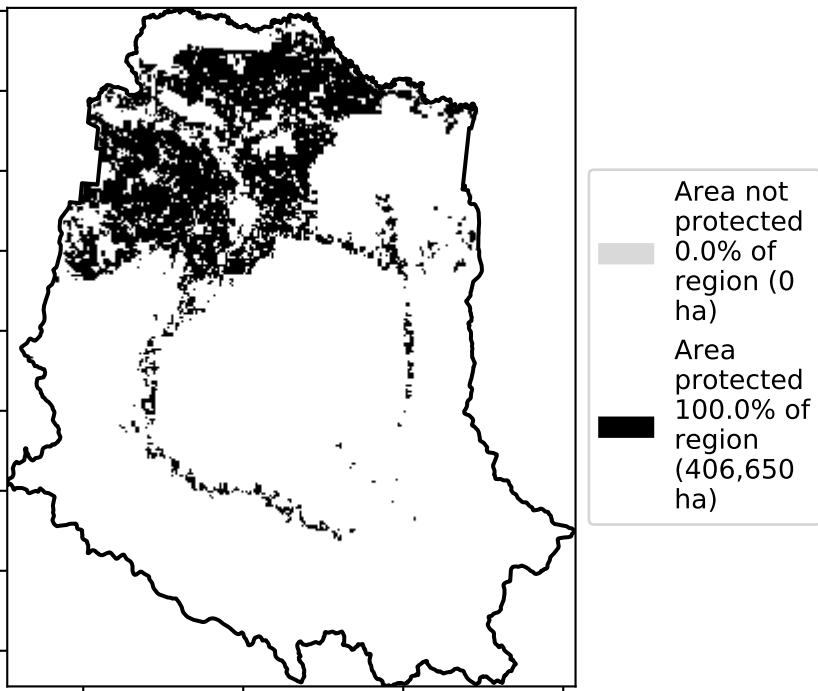 Area not
protected
0.0% of
region (0
ha)
Area
protected
100.0% of
region
(406,650
ha)